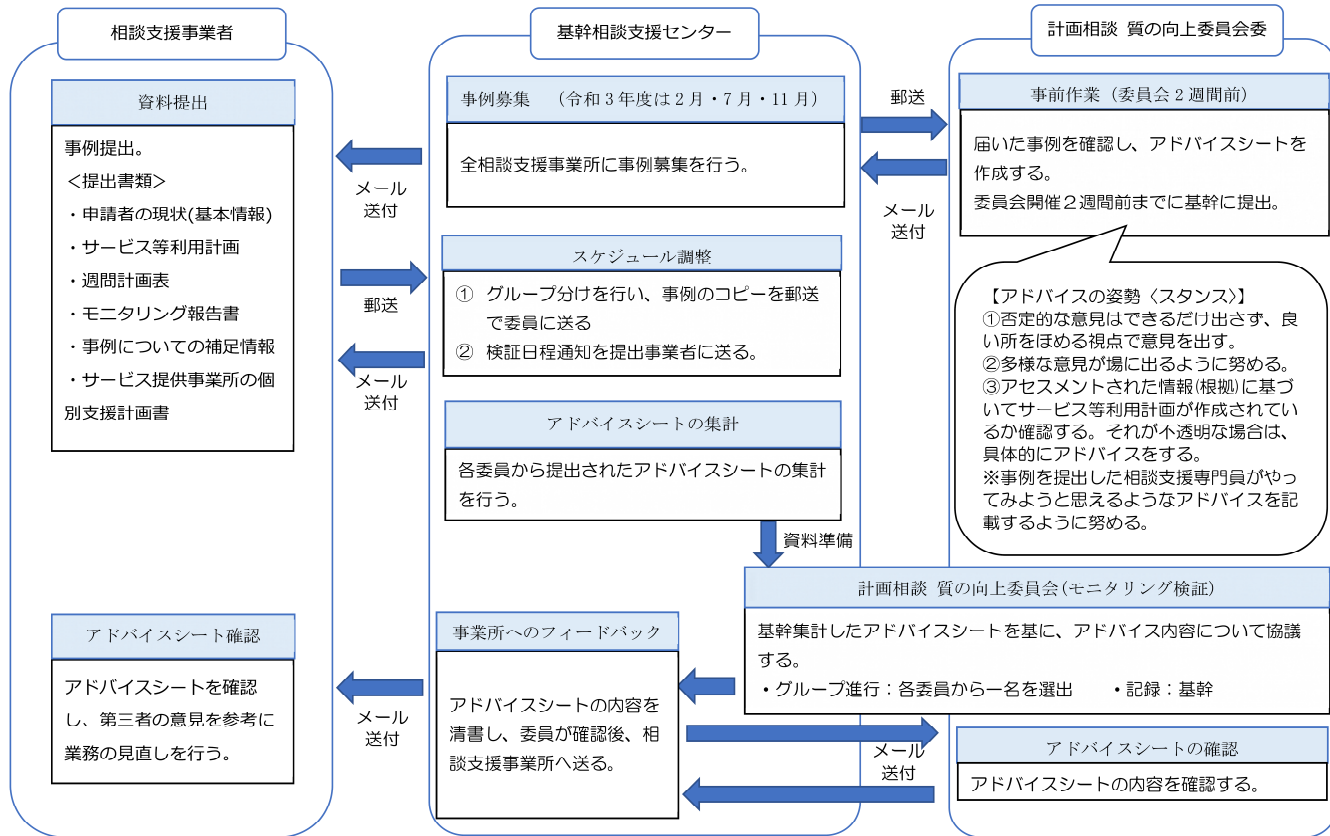 相談支援事業者
基幹相談支援センター
計画相談 質の向上委員会委
資料提出
事例提出。
＜提出書類＞
・申請者の現状(基本情報)
・サービス等利用計画
・週間計画表
・モニタリング報告書
・事例についての補足情報
・サービス提供事業所の個
別支援計画書
メール
送付
郵送
メール
送付
事例募集　（令和３年度は２月・７月・11月）
全相談支援事業所に事例募集を行う。
スケジュール調整
①　グループ分けを行い、事例のコピーを郵送
で委員に送る
②　検証日程通知を提出事業者に送る。
アドバイスシートの集計
各委員から提出されたアドバイスシートの集計
を行う。
資料準備
郵送
メール
送付
事前作業（委員会２週間前）
届いた事例を確認し、アドバイスシートを
作成する。
委員会開催２週間前までに基幹に提出。
【アドバイスの姿勢〈スタンス〉】
①否定的な意見はできるだけ出さず、良
い所をほめる視点で意見を出す。
②多様な意見が場に出るように努める。
③アセスメントされた情報(根拠)に基づ
いてサービス等利用計画が作成されてい
るか確認する。それが不透明な場合は、
具体的にアドバイスをする。
※事例を提出した相談支援専門員がやっ
てみようと思えるようなアドバイスを記
載するように努める。
計画相談 質の向上委員会(モニタリング検証)
基幹集計したアドバイスシートを基に、アドバイス内容について協議
する。
・グループ進行：各委員から一名を選出　・記録：基幹
事業所へのフィードバック
アドバイスシートの内容を
清書し、委員が確認後、相
談支援事業所へ送る。
アドバイスシート確認
アドバイスシートを確認
し、第三者の意見を参考に
業務の見直しを行う。
メール
送付
メール
送付
アドバイスシートの確認
アドバイスシートの内容を確認する。